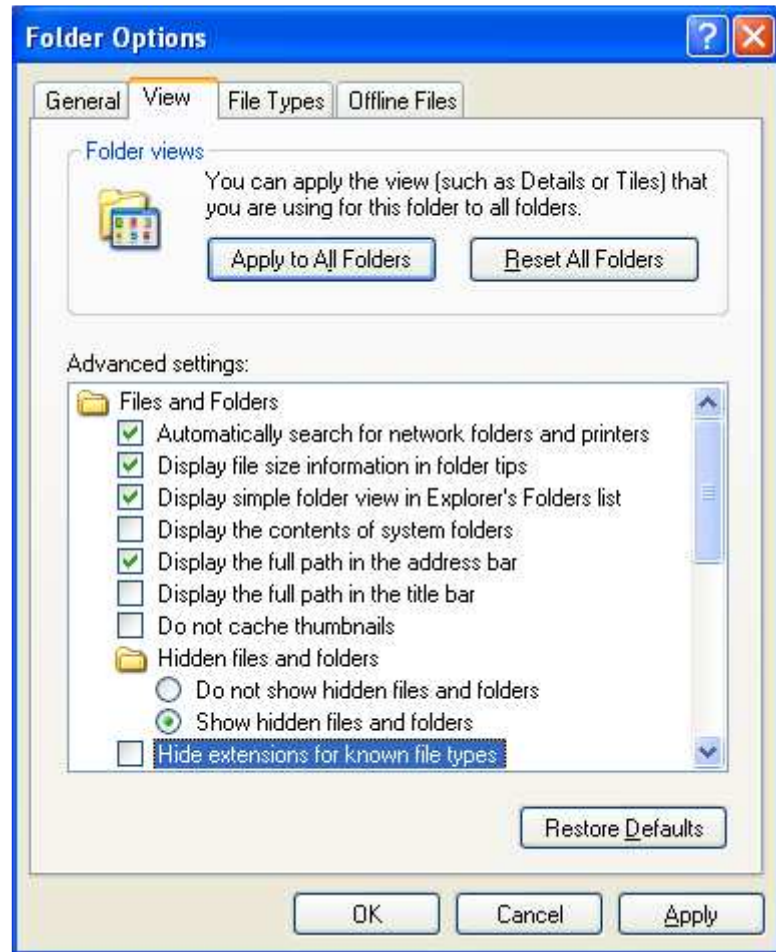 Folder Options
General
View
File Types
Offline Files
Folder views
You can apply the view (such as Details or Tiles) that
you are using for this folder to all folders.
Apply to All Folders
Reset All Folders
Advanced settings:
Files and Folders
Automatically search for network folders and printers
Display file size information in folder tips
Display simple folder view in Explorer's Folders list
Display the contents of system folders
Display the full path in the address bar
Display the full path in the title bar
Do not cache thumbnails
Hidden files and folders
Do not show hidden files and folders
Show hidden files and folders
Hide extensions for known file types
Restore Defaults
OK
Cancel
Apply